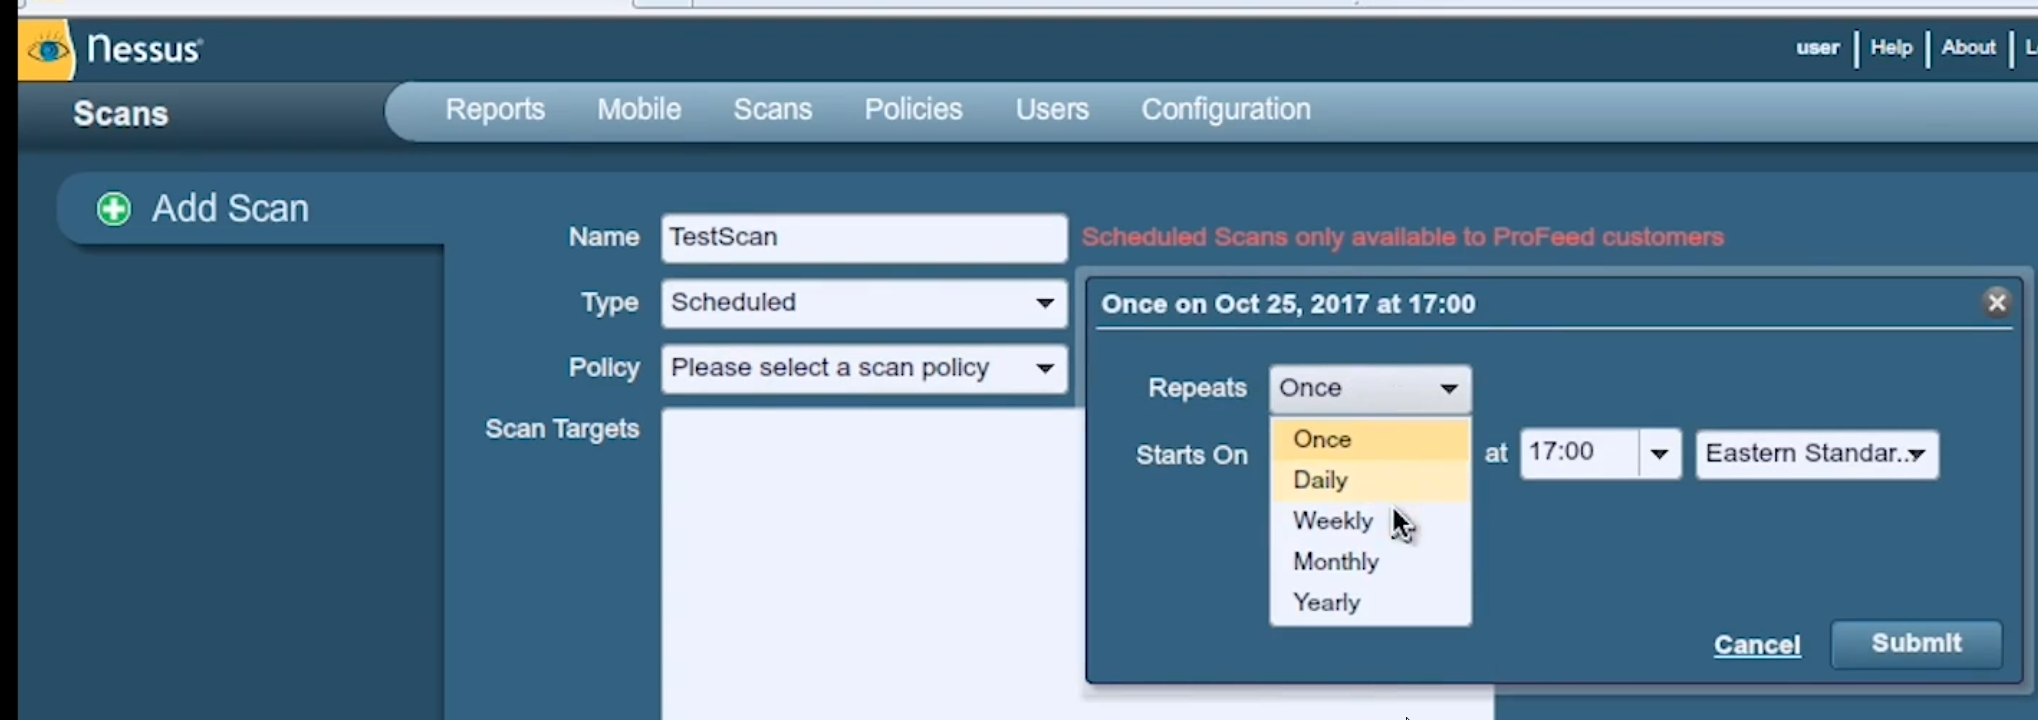 nessus
user | Help | About | L
Scans
Reports Mobile Scans Policies Users Configuration
Add Scan
Name TestScan Scheduled Scans only available to ProFeed customers
Type Scheduled
Once on Oct 25, 2017 at 17:00
Policy Please select a scan policy
Repeats Once
Scan Targets
Once
Starts On at 17:00 Eastern Standar...
Daily
Weekly
Monthly
Yearly
Cancel Submit